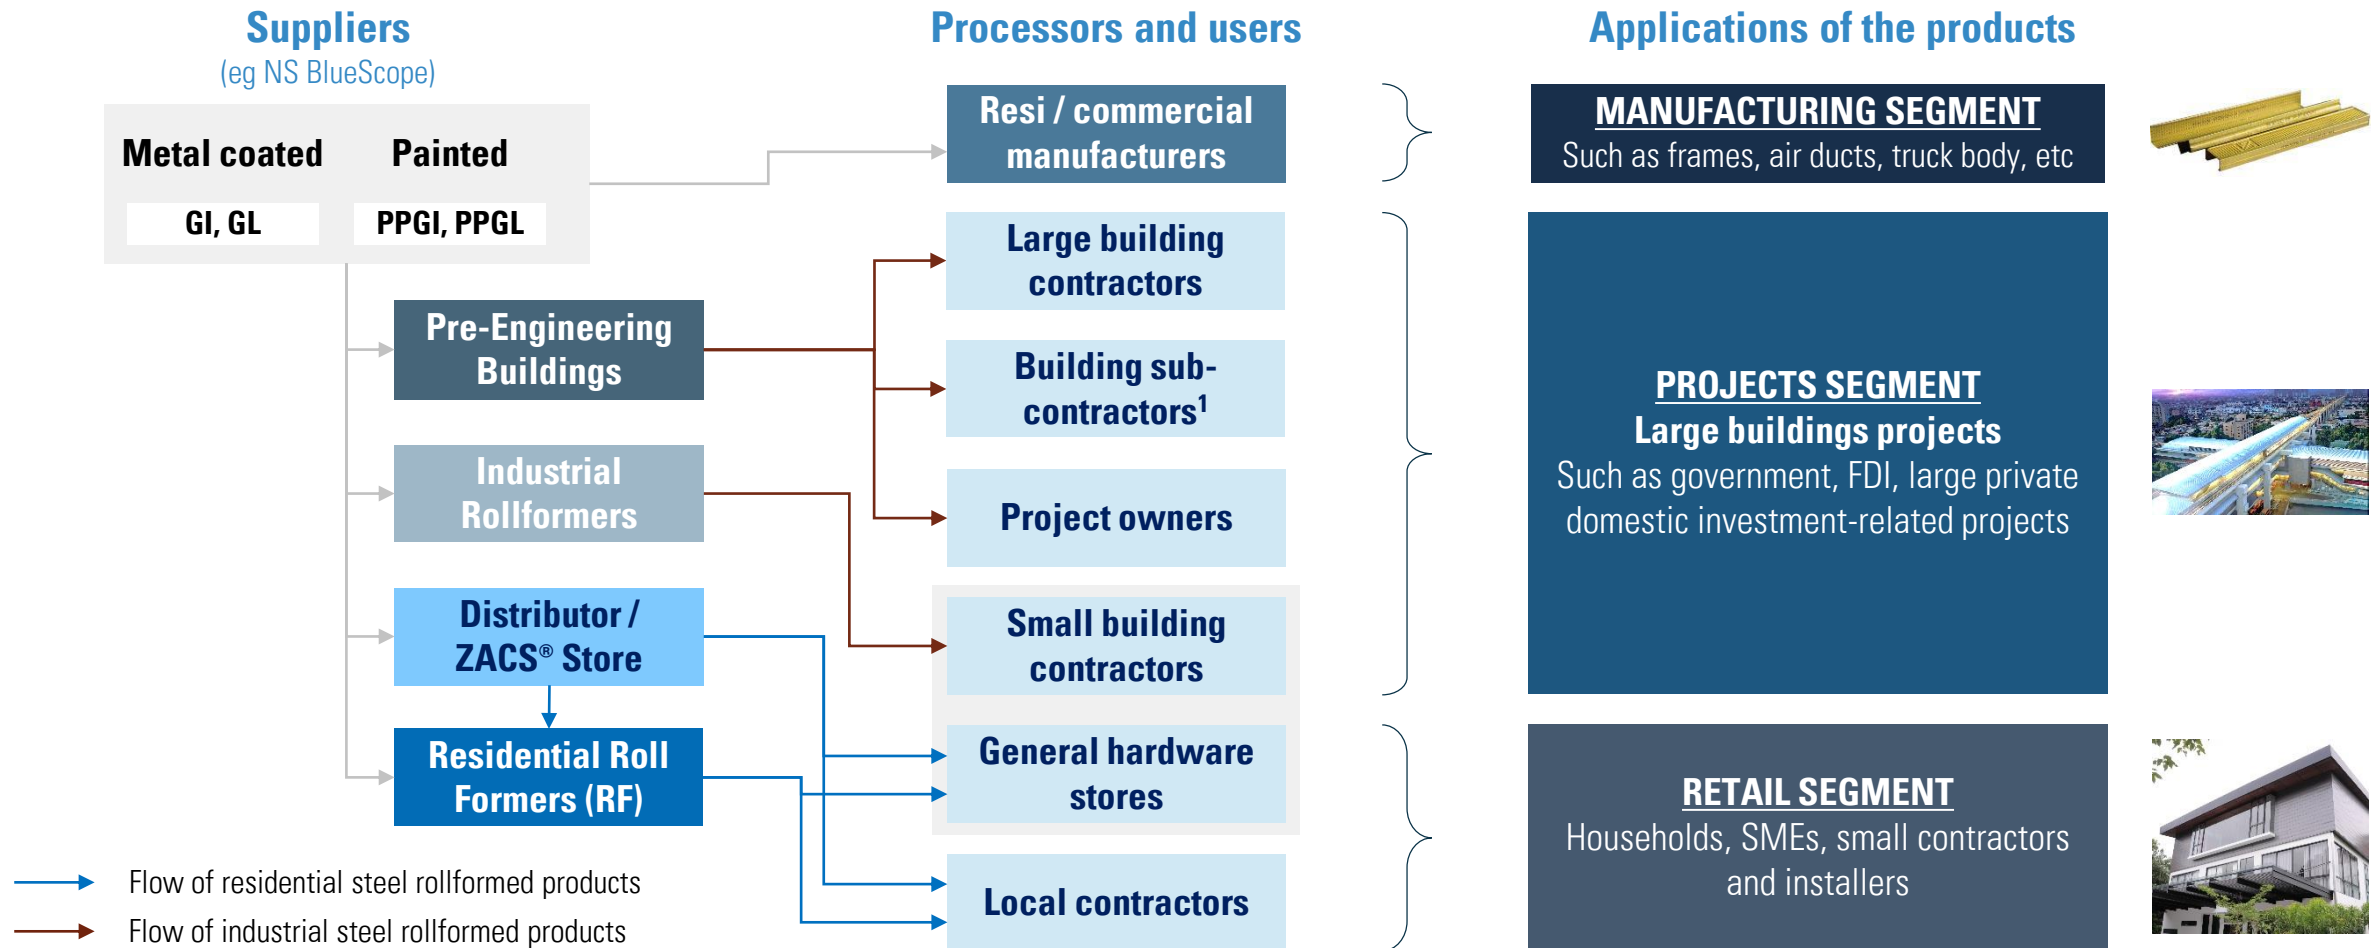 Suppliers
(eg NS BlueScope)
Metal coated
Painted
GI, GL
PPGI, PPGL
Pre-Engineering
Buildings
Industrial
Rollformers
Distributor /
ZACS® Store
Residential Roll
Formers (RF)
Flow of residential steel rollformed products
Flow of industrial steel rollformed products
Processors and users
Resi / commercial
manufacturers
Large building
contractors
Building sub-
contractors¹
Project owners
Small building
contractors
General hardware
stores
Local contractors
Applications of the products
MANUFACTURING SEGMENT
Such as frames, air ducts, truck body, etc
PROJECTS SEGMENT
Large buildings projects
Such as government, FDI, large private
domestic investment-related projects
RETAIL SEGMENT
Households, SMEs, small contractors
and installers